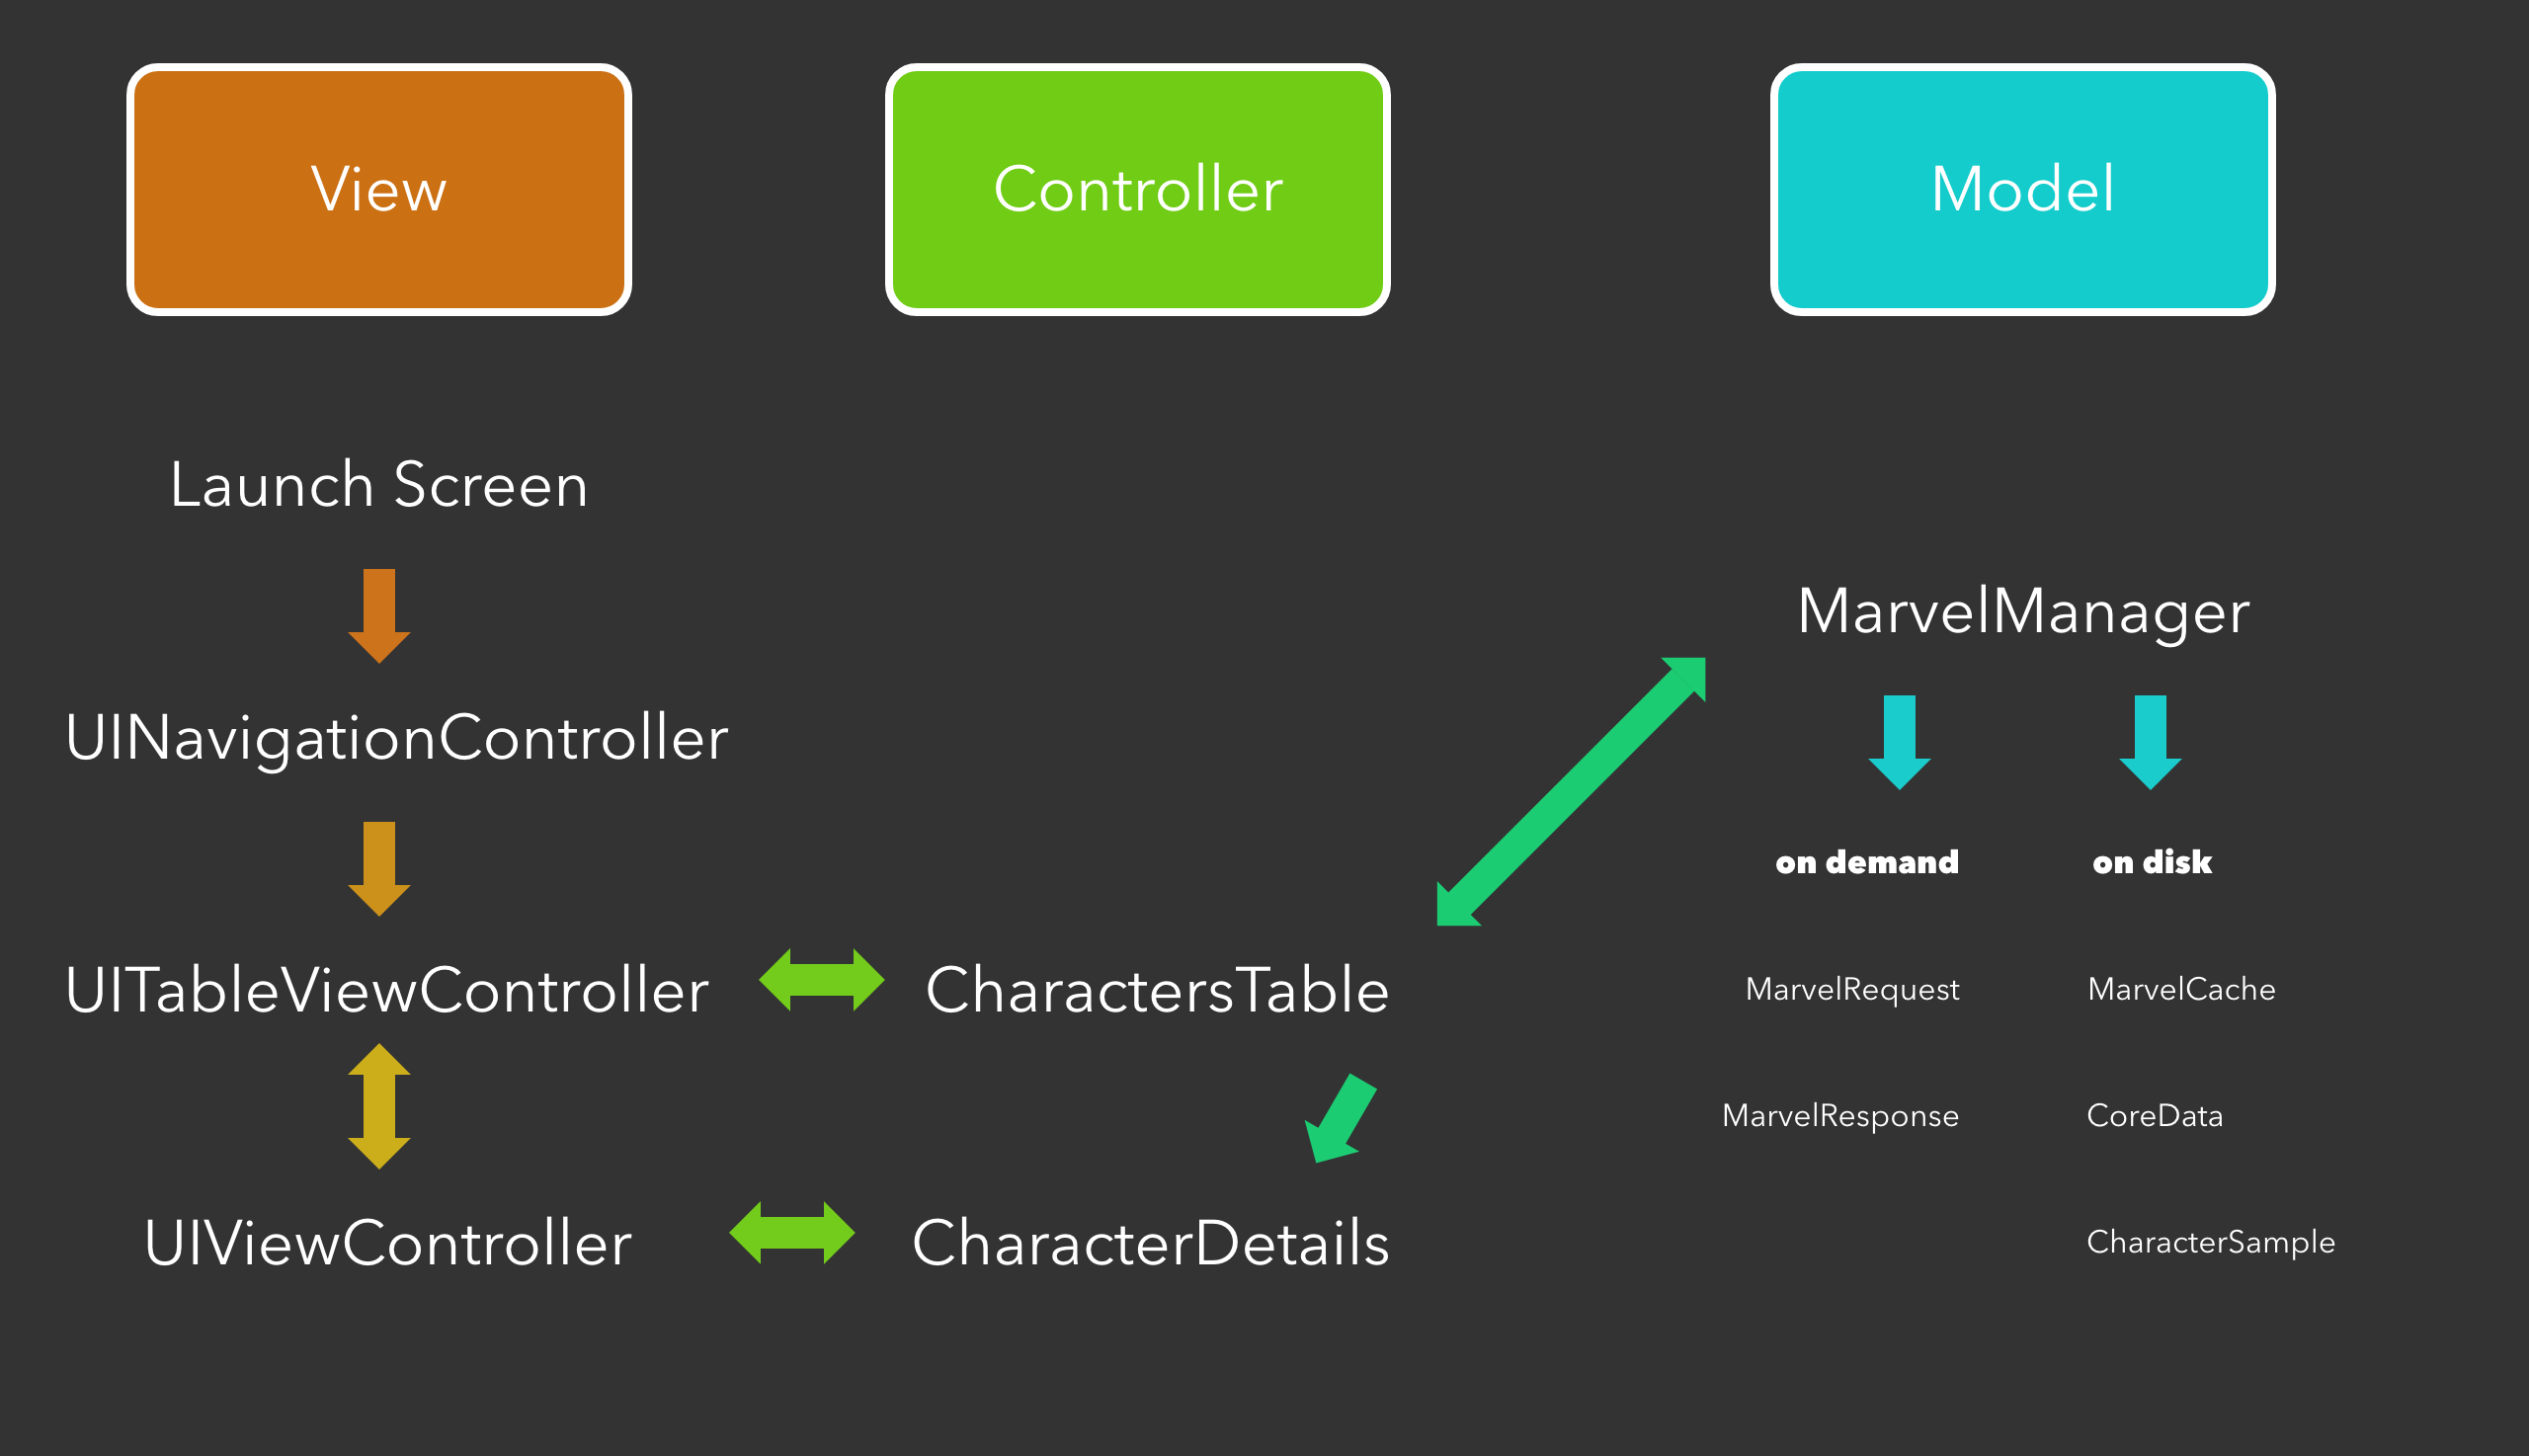 View
Controller
Model
Launch Screen
MarvelManager
UINavigationController
on demand
on disk
UITableViewController
CharactersTable
MarvelRequest
MarvelCache
MarvelResponse
CoreData
UIViewController
CharacterDetails
CharacterSample